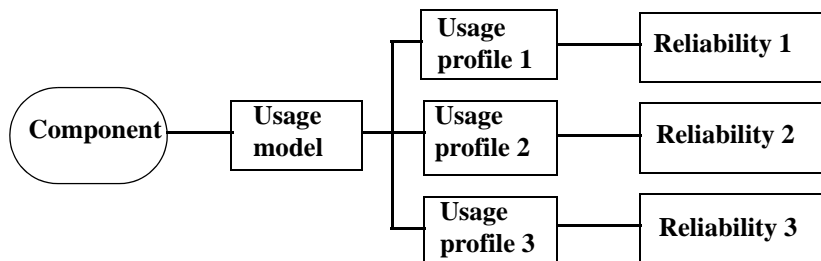 Usage
profile 1
Reliability 1
Component
Usage
model
Usage
profile 2
Reliability 2
Usage
profile 3
Reliability 3